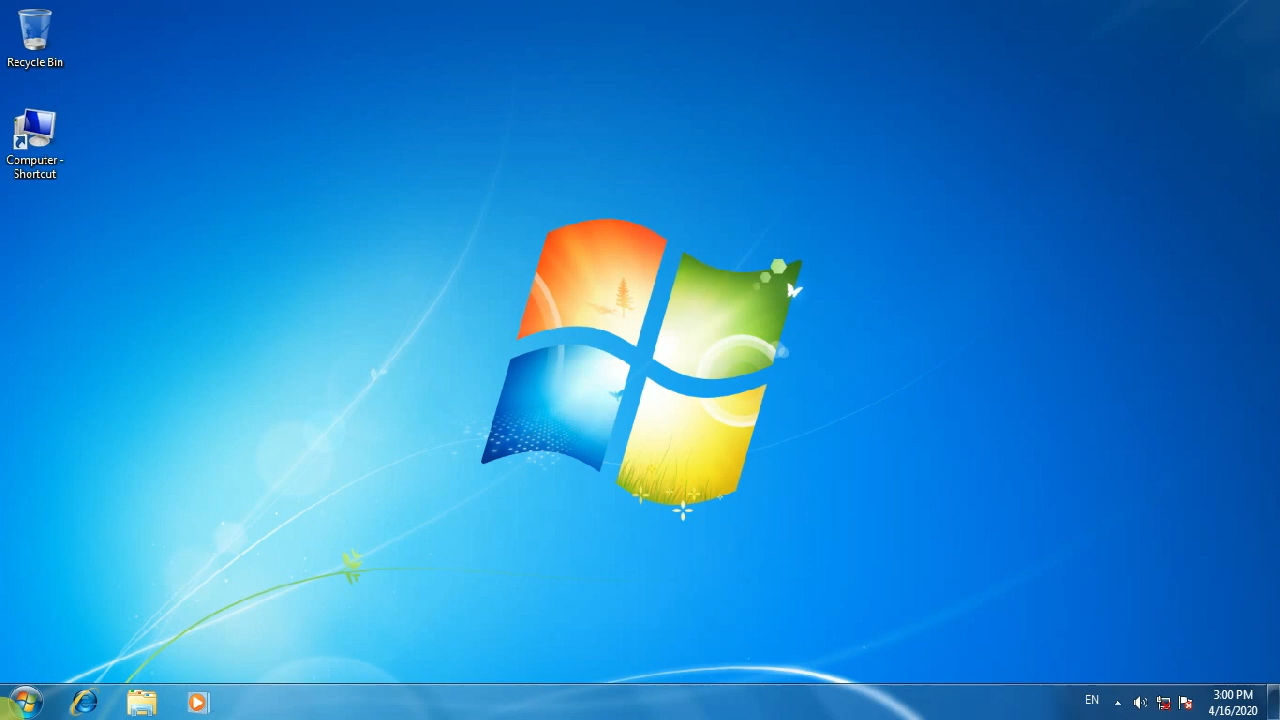 Recycle Bin
Computer -
Shortcut
EN
3:00 PM
4/16/2020